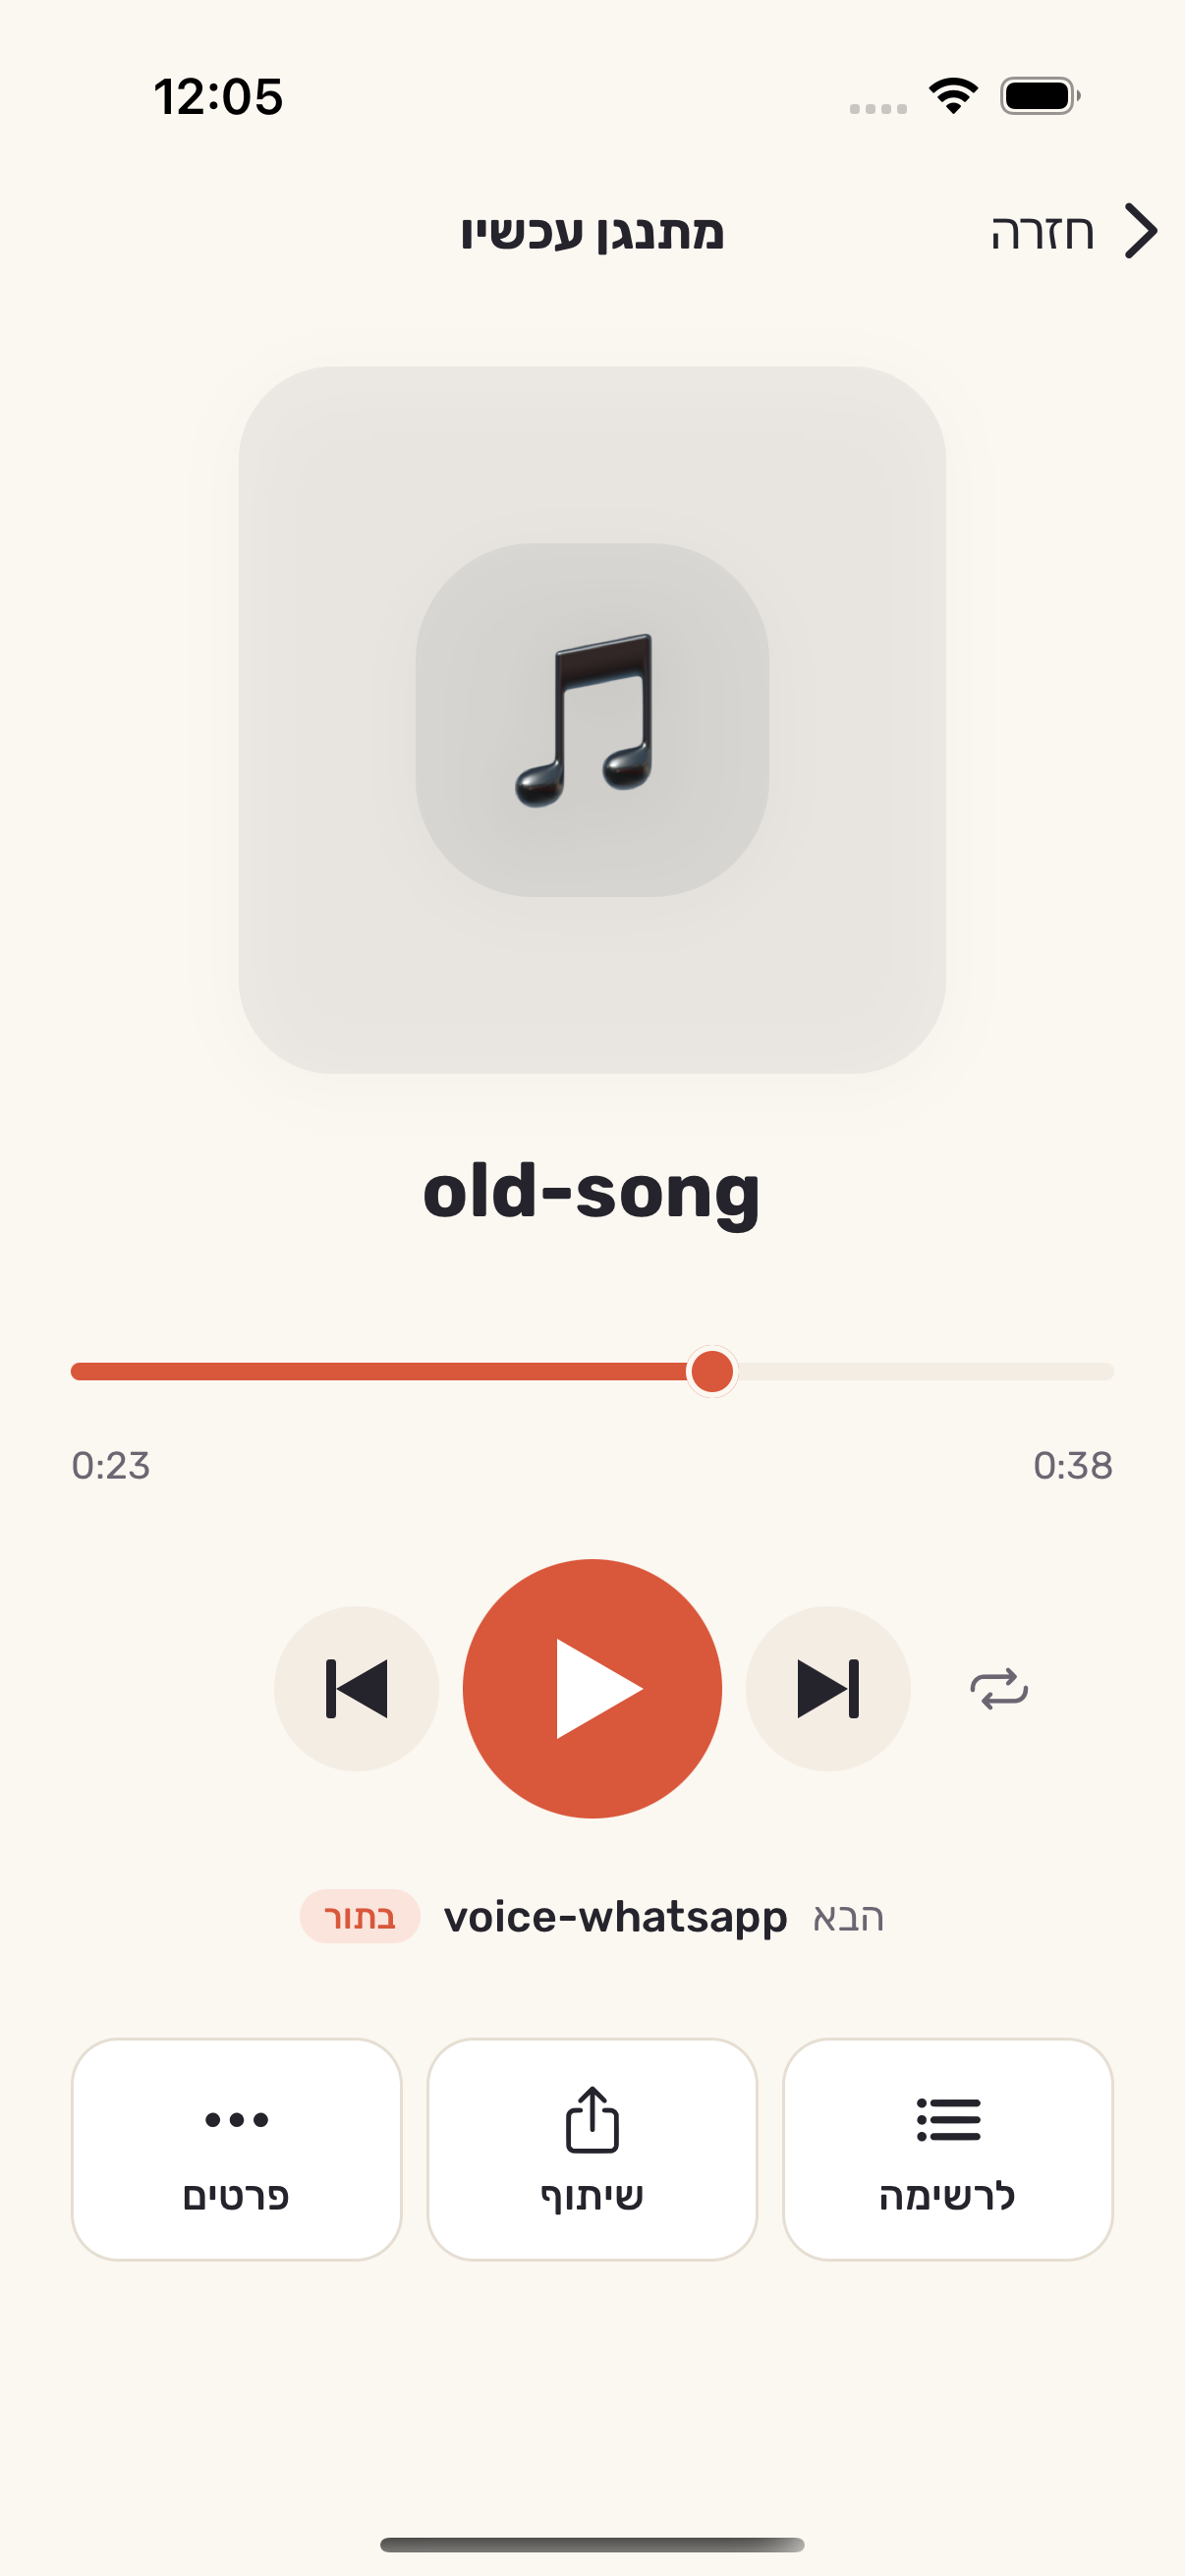 12:05
חזרה
מתנגן עכשיו
old-song
0:23
0:38
הבא voice-whatsapp בתור
לרשימה
שיתוף
פרטים